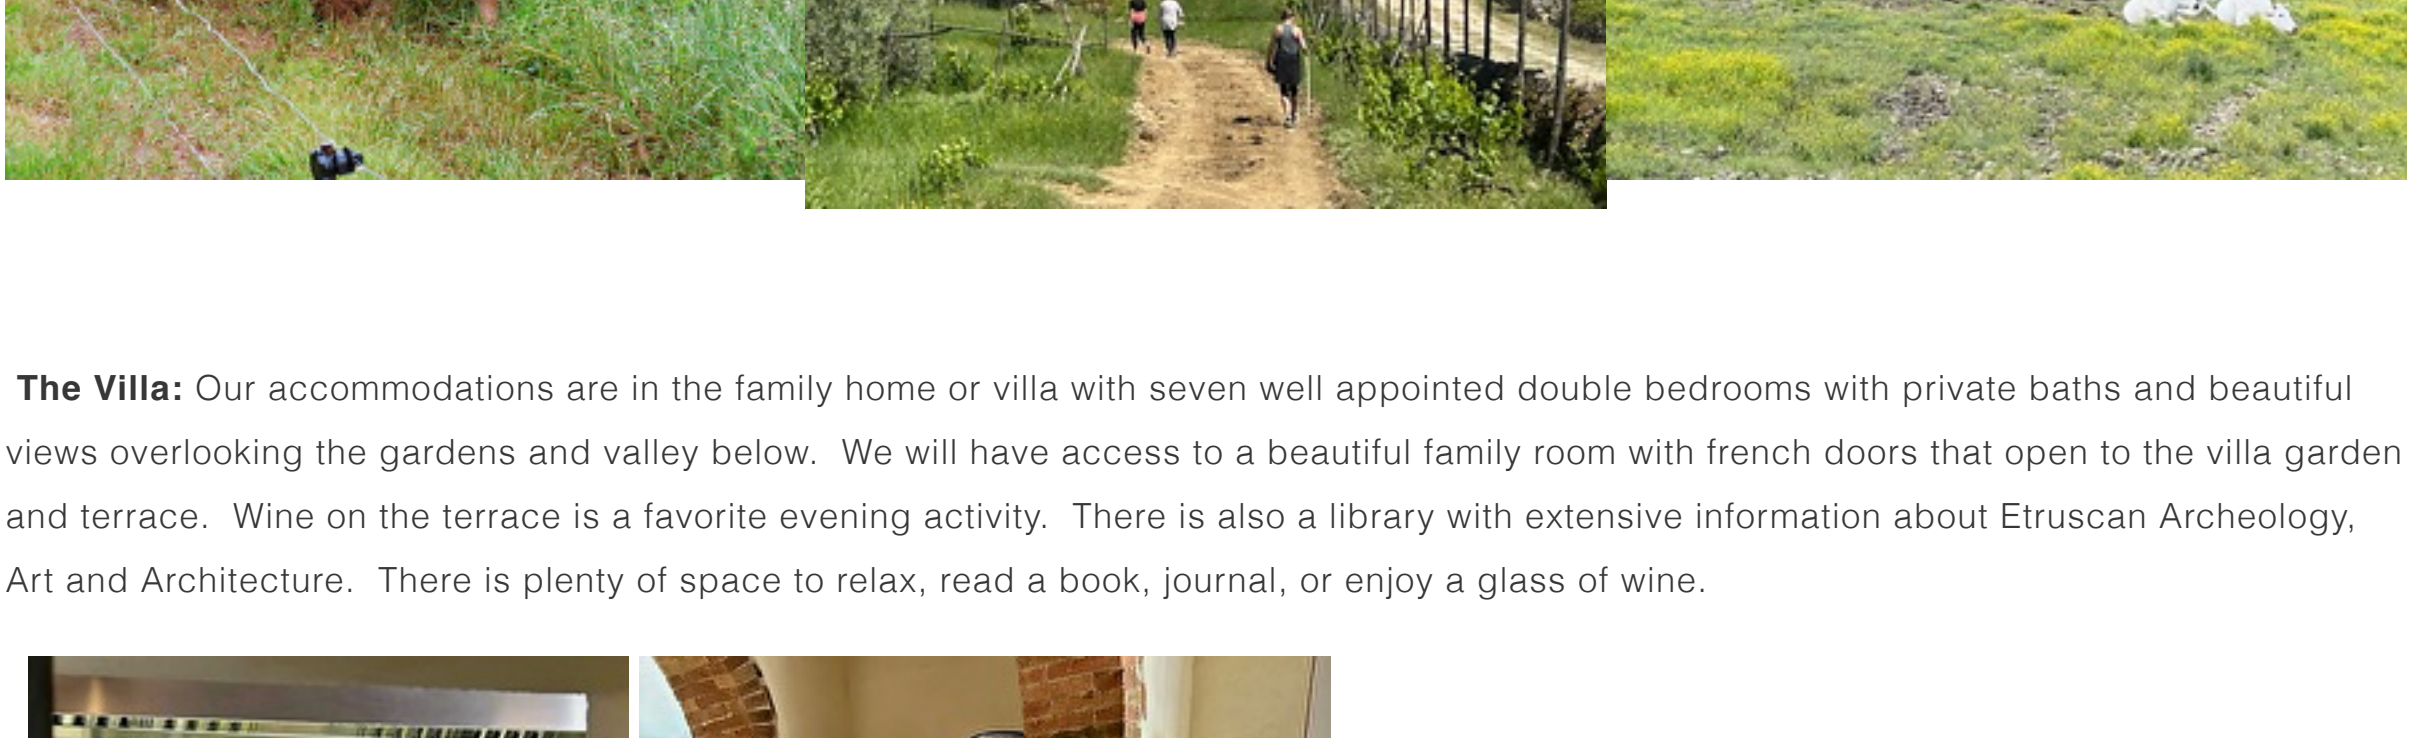 The Villa: Our accommodations are in the family home or villa with seven well appointed double bedrooms with private baths and beautiful
views overlooking the gardens and valley below.  We will have access to a beautiful family room with french doors that open to the villa garden
and terrace.  Wine on the terrace is a favorite evening activity.  There is also a library with extensive information about Etruscan Archeology,
Art and Architecture.  There is plenty of space to relax, read a book, journal, or enjoy a glass of wine.